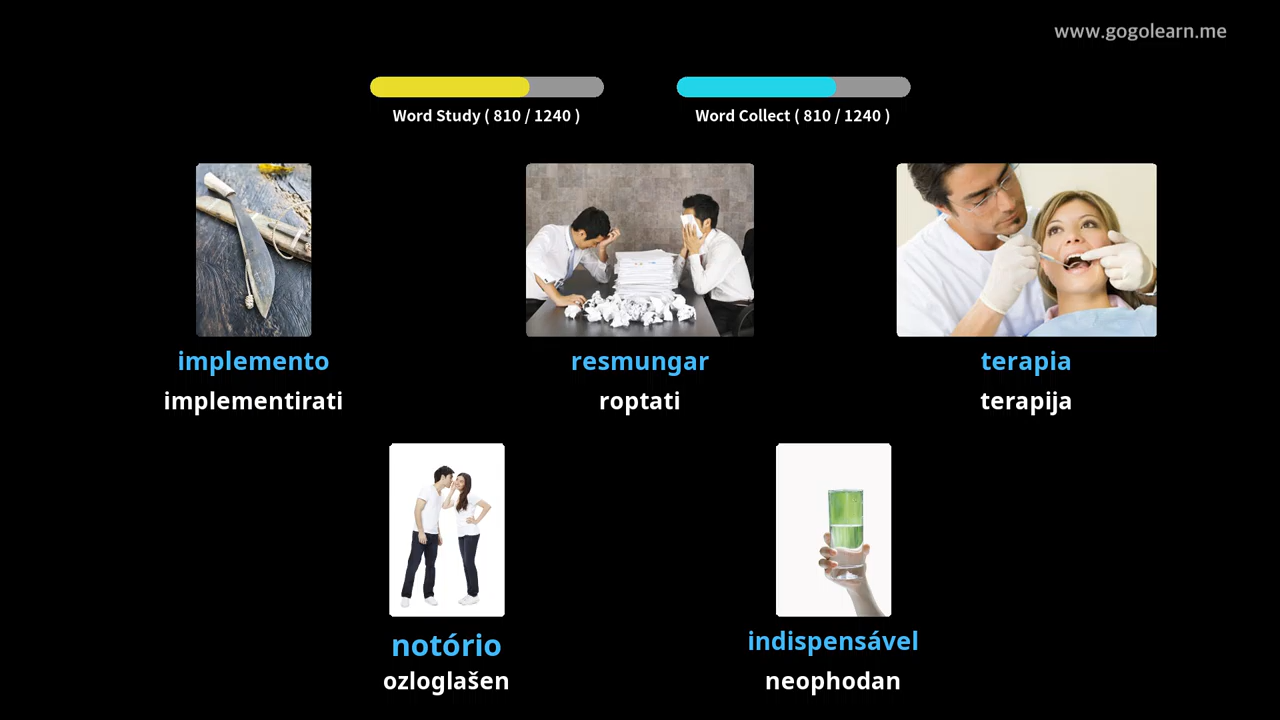 www.gogolearn.me
Word Study ( 810 / 1240 )
Word Collect ( 810 / 1240 )
implemento
implementirati
resmungar
roptati
terapia
terapija
notório
ozloglašen
indispensável
neophodan